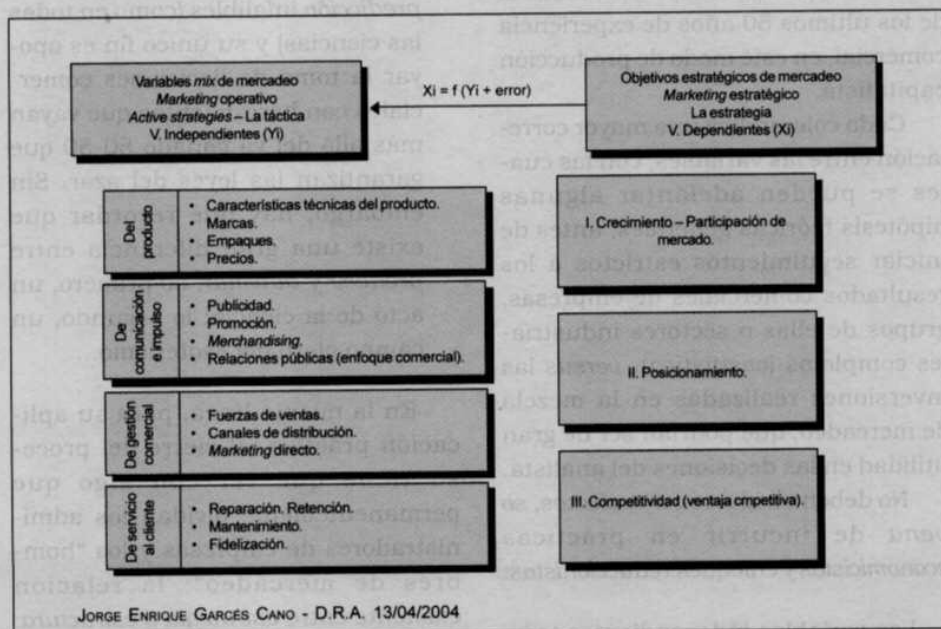 Variables mix de mercadeo
Marketing operativo
Active strategies – La táctica
V. Independientes (Yi)
Xi = f (Yi + error)
Objetivos estratégicos de mercadeo
Marketing estratégico
La estrategia
V. Dependientes (Xi)
Del
producto
• Características técnicas del producto.
• Marcas.
• Empaques.
• Precios.
De
comunicación
e impulso
• Publicidad.
• Promoción.
• Merchandising.
• Relaciones públicas (enfoque comercial).
De gestión
comercial
• Fuerzas de ventas.
• Canales de distribución.
• Marketing directo.
De servicio
al cliente
• Reparación. Retención.
• Mantenimiento.
• Fidelización.
I. Crecimiento – Participación de
mercado.
II. Posicionamiento.
III. Competitividad (ventaja competitiva).
JORGE ENRIQUE GARCÉS CANO - D.R.A. 13/04/2004